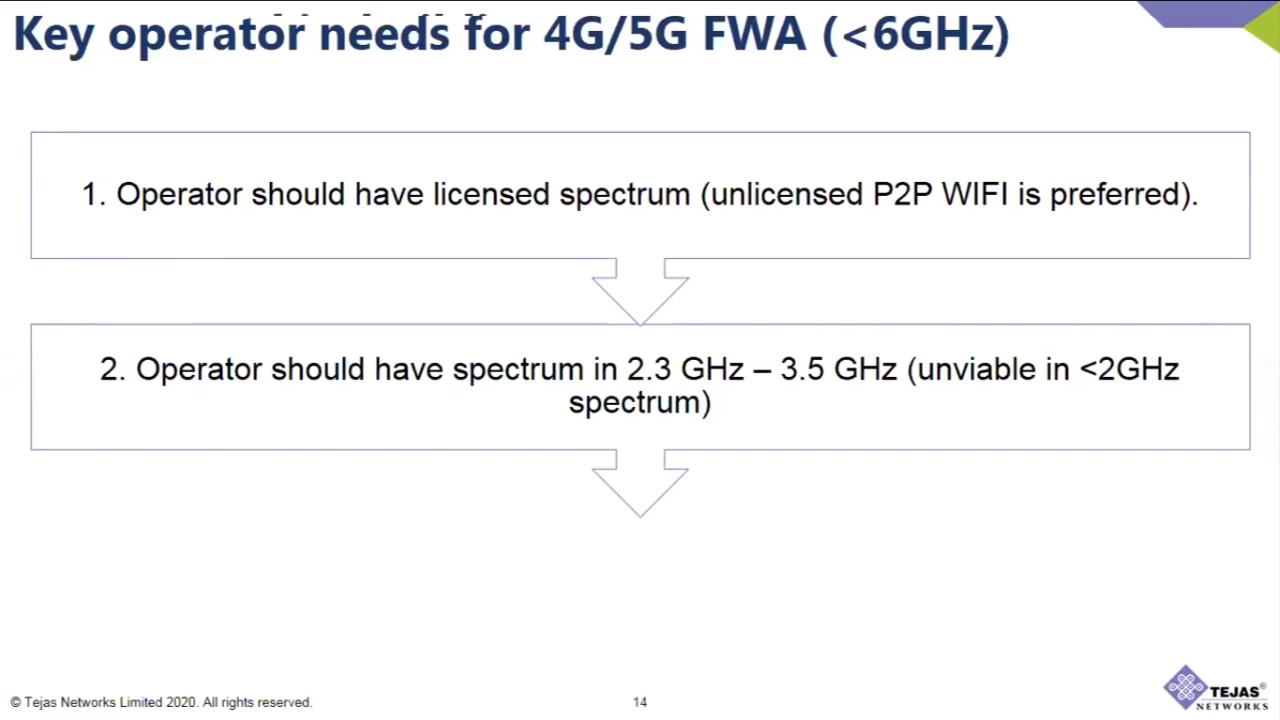 Key operator needs for 4G/5G FWA (<6GHz)
1. Operator should have licensed spectrum (unlicensed P2P WIFI is preferred).
2. Operator should have spectrum in 2.3 GHz – 3.5 GHz (unviable in <2GHz
spectrum)
© Tejas Networks Limited 2020. All rights reserved.
14
TEJAS®
NETWORKS